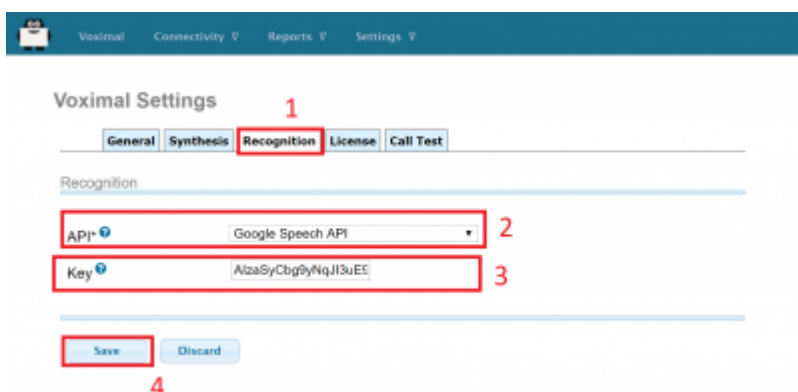 Voximal Connectivity ∇ Reports ∇ Settings ∇
Voximal Settings
1
General Synthesis Recognition License Call Test
Recognition
API* Google Speech API 2
Key 3
Save Discard
4